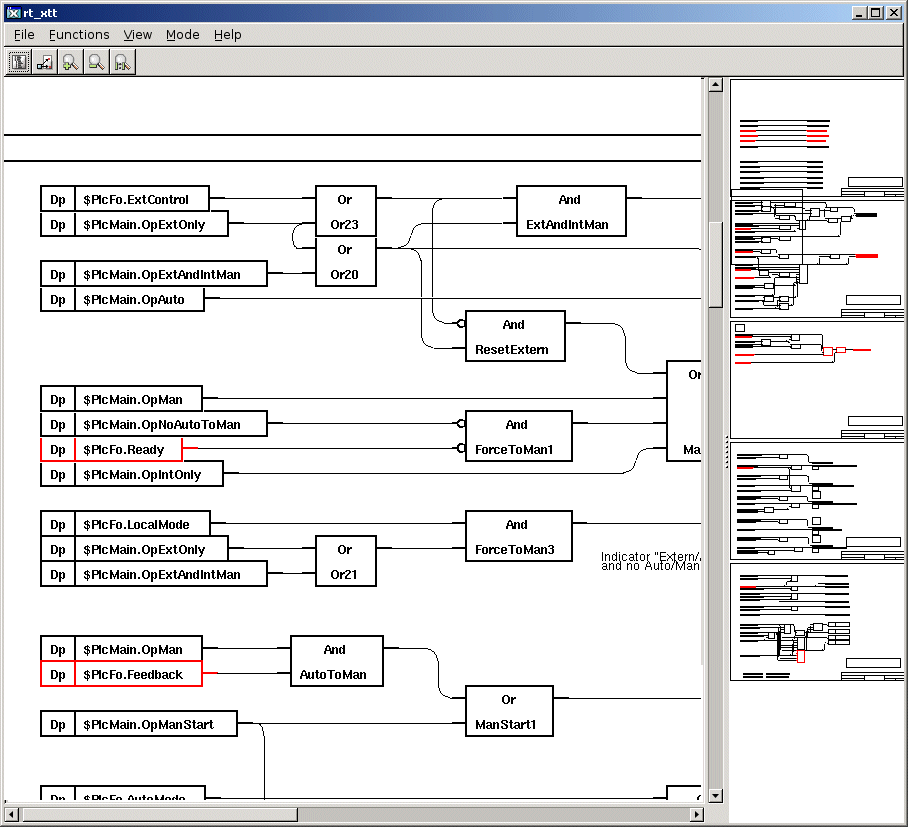 rt_xtt
File Functions View Mode Help
Dp $PlcFo.ExtControl
Or
And
Dp $PlcMain.OpExtOnly
Or23
ExtAndIntMan
Or
Dp $PlcMain.OpExtAndIntMan
Or20
Dp $PlcMain.OpAuto
And
ResetExtern
Or
Dp $PlcMain.OpMan
Dp $PlcMain.OpNoAutoToMan
And
Dp $PlcFo.Ready
ForceToMan1
Ma
Dp $PlcMain.OpIntOnly
Dp $PlcFo.LocalMode
And
Dp $PlcMain.OpExtOnly
Or
ForceToMan3
Indicator "Extern/
and no Auto/Man
Dp $PlcMain.OpExtAndIntMan
Or21
Dp $PlcMain.OpMan
And
Dp $PlcFo.Feedback
AutoToMan
Or
Dp $PlcMain.OpManStart
ManStart1
Dp $PlcFo.AutoMode